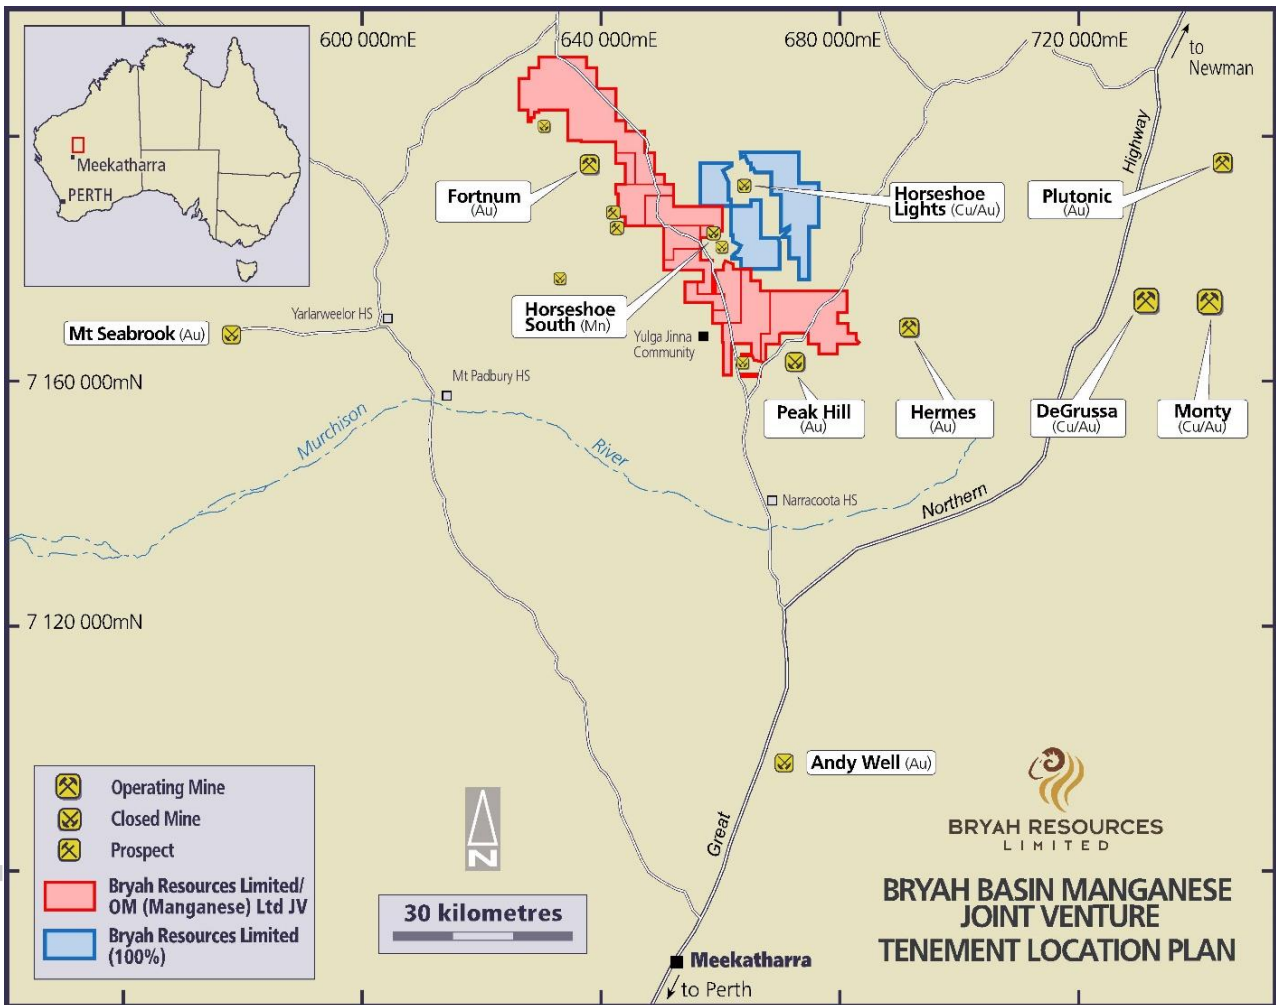 600 000mE
640 000mE
680 000mE
720 000mE
to
Newman
Highway
Meekatharra
PERTH
Fortnum
(Au)
Horseshoe
Lights (Cu/Au)
Plutonic
(Au)
Horseshoe
South (Mn)
Yarlarweelor HS
Mt Seabrook (Au)
Yulga Jinna
Community
7 160 000mN
Mt Padbury HS
Peak Hill
(Au)
Hermes
(Au)
DeGrussa
(Cu/Au)
Monty
(Cu/Au)
Murchison
River
Narracoota HS
Northern
7 120 000mN
Andy Well (Au)
Great
Operating Mine
Closed Mine
Prospect
Bryah Resources Limited/
OM (Manganese) Ltd JV
Bryah Resources Limited
(100%)
N
30 kilometres
BRYAH RESOURCES
LIMITED
BRYAH BASIN MANGANESE
JOINT VENTURE
TENEMENT LOCATION PLAN
Meekatharra
to Perth